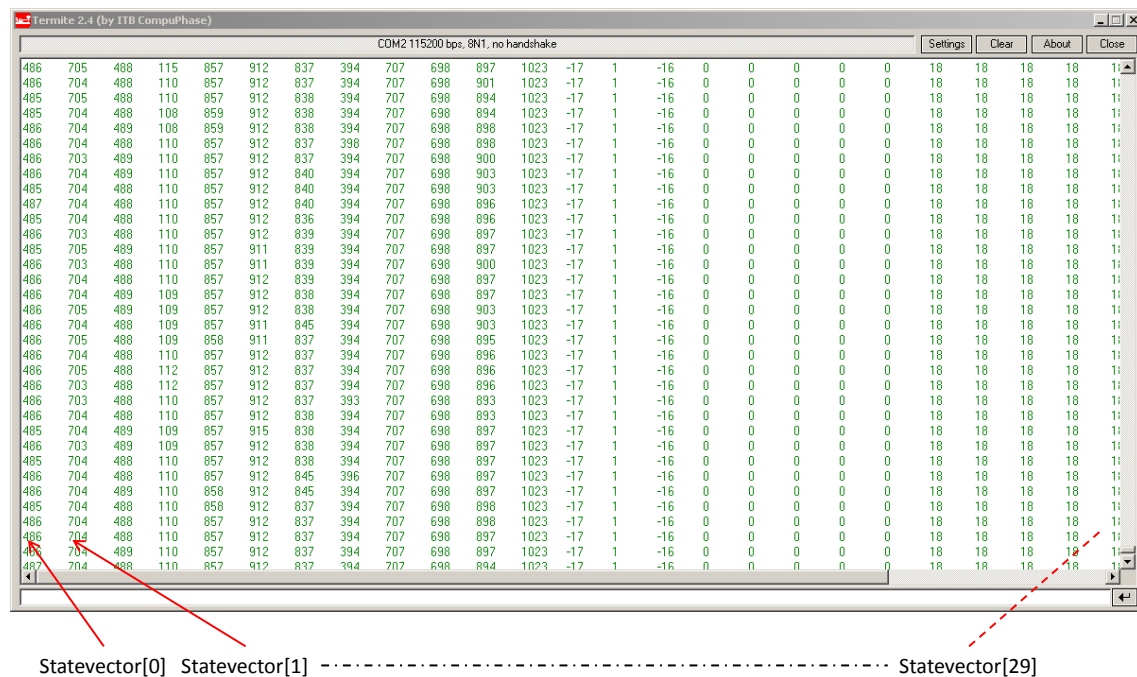 Termite 2.4 (by ITB CompuPhase)
COM2 115200 bps, 8N1, no handshake Settings Clear About Close
486 705 488 115 857 912 837 394 707 698 897 1023 -17 1 -16 0 0 0 0 0 18 18 18 18
486 704 488 110 857 912 837 394 707 698 901 1023 -17 1 -16 0 0 0 0 0 18 18 18 18
485 705 488 110 857 912 838 394 707 698 894 1023 -17 1 -16 0 0 0 0 0 18 18 18 18
485 704 488 108 859 912 838 394 707 698 894 1023 -17 1 -16 0 0 0 0 0 18 18 18 18
486 704 489 108 859 912 838 394 707 698 898 1023 -17 1 -16 0 0 0 0 0 18 18 18 18
486 704 488 110 857 912 837 398 707 698 898 1023 -17 1 -16 0 0 0 0 0 18 18 18 18
486 703 489 110 857 912 837 394 707 698 900 1023 -17 1 -16 0 0 0 0 0 18 18 18 18
486 704 489 110 857 912 840 394 707 698 903 1023 -17 1 -16 0 0 0 0 0 18 18 18 18
485 704 488 110 857 912 840 394 707 698 903 1023 -17 1 -16 0 0 0 0 0 18 18 18 18
487 704 488 110 857 912 840 394 707 698 896 1023 -17 1 -16 0 0 0 0 0 18 18 18 18
485 704 488 110 857 912 836 394 707 698 896 1023 -17 1 -16 0 0 0 0 0 18 18 18 18
486 703 488 110 857 912 839 394 707 698 897 1023 -17 1 -16 0 0 0 0 0 18 18 18 18
485 705 489 110 857 911 839 394 707 698 897 1023 -17 1 -16 0 0 0 0 0 18 18 18 18
486 703 488 110 857 911 839 394 707 698 900 1023 -17 1 -16 0 0 0 0 0 18 18 18 18
486 704 488 110 857 912 839 394 707 698 897 1023 -17 1 -16 0 0 0 0 0 18 18 18 18
486 704 489 109 857 912 838 394 707 698 897 1023 -17 1 -16 0 0 0 0 0 18 18 18 18
486 705 489 109 857 912 838 394 707 698 903 1023 -17 1 -16 0 0 0 0 0 18 18 18 18
486 704 488 109 857 911 845 394 707 698 903 1023 -17 1 -16 0 0 0 0 0 18 18 18 18
486 705 488 109 858 911 837 394 707 698 895 1023 -17 1 -16 0 0 0 0 0 18 18 18 18
486 704 488 110 857 912 837 394 707 698 896 1023 -17 1 -16 0 0 0 0 0 18 18 18 18
486 705 488 112 857 912 837 394 707 698 896 1023 -17 1 -16 0 0 0 0 0 18 18 18 18
486 703 488 112 857 912 837 394 707 698 896 1023 -17 1 -16 0 0 0 0 0 18 18 18 18
486 703 488 110 857 912 837 393 707 698 893 1023 -17 1 -16 0 0 0 0 0 18 18 18 18
486 704 488 110 857 912 838 394 707 698 893 1023 -17 1 -16 0 0 0 0 0 18 18 18 18
485 704 489 109 857 915 838 394 707 698 897 1023 -17 1 -16 0 0 0 0 0 18 18 18 18
486 703 489 109 857 912 838 394 707 698 897 1023 -17 1 -16 0 0 0 0 0 18 18 18 18
485 704 488 110 857 912 838 394 707 698 897 1023 -17 1 -16 0 0 0 0 0 18 18 18 18
486 704 488 110 857 912 845 396 707 698 897 1023 -17 1 -16 0 0 0 0 0 18 18 18 18
486 704 489 110 858 912 845 394 707 698 897 1023 -17 1 -16 0 0 0 0 0 18 18 18 18
485 704 488 110 858 912 837 394 707 698 898 1023 -17 1 -16 0 0 0 0 0 18 18 18 18
486 704 488 110 857 912 837 394 707 698 898 1023 -17 1 -16 0 0 0 0 0 18 18 18 18
486 704 488 110 857 912 837 394 707 698 897 1023 -17 1 -16 0 0 0 0 0 18 18 18 18
704 489 110 857 912 837 394 707 698 897 1023 -17 1 -16 0 0 0 0 0 18 18 18 18
487 704 488 110 857 912 837 394 707 698 894 1023 -17 1 -16 0 0 0 0 0 18 18 18 18
Statevector[0] Statevector[1] Statevector[29]